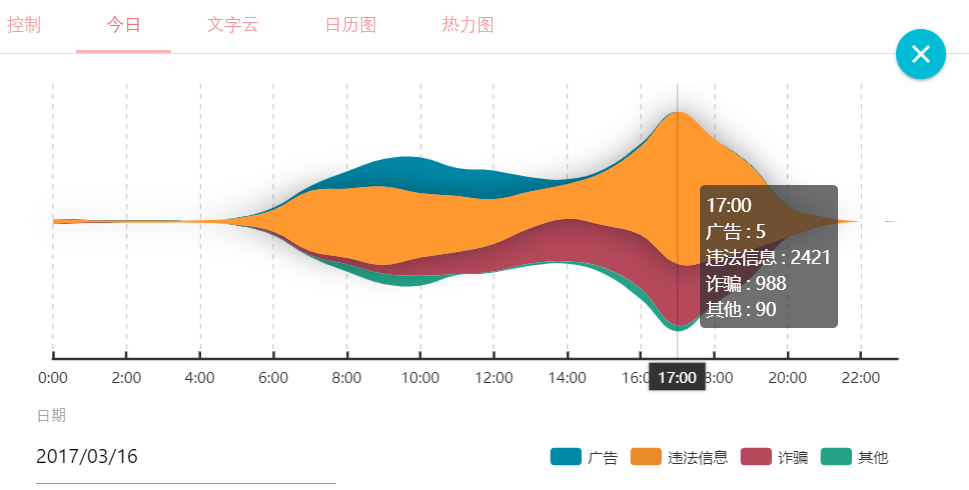 控制 今日 文字云 日历图 热力图
17:00
广告 : 5
违法信息 : 2421
诈骗 : 988
其他 : 90
0:00 2:00 4:00 6:00 8:00 10:00 12:00 14:00 16:0 17:00 8:00 20:00 22:00
日期
2017/03/16
广告 违法信息 诈骗 其他